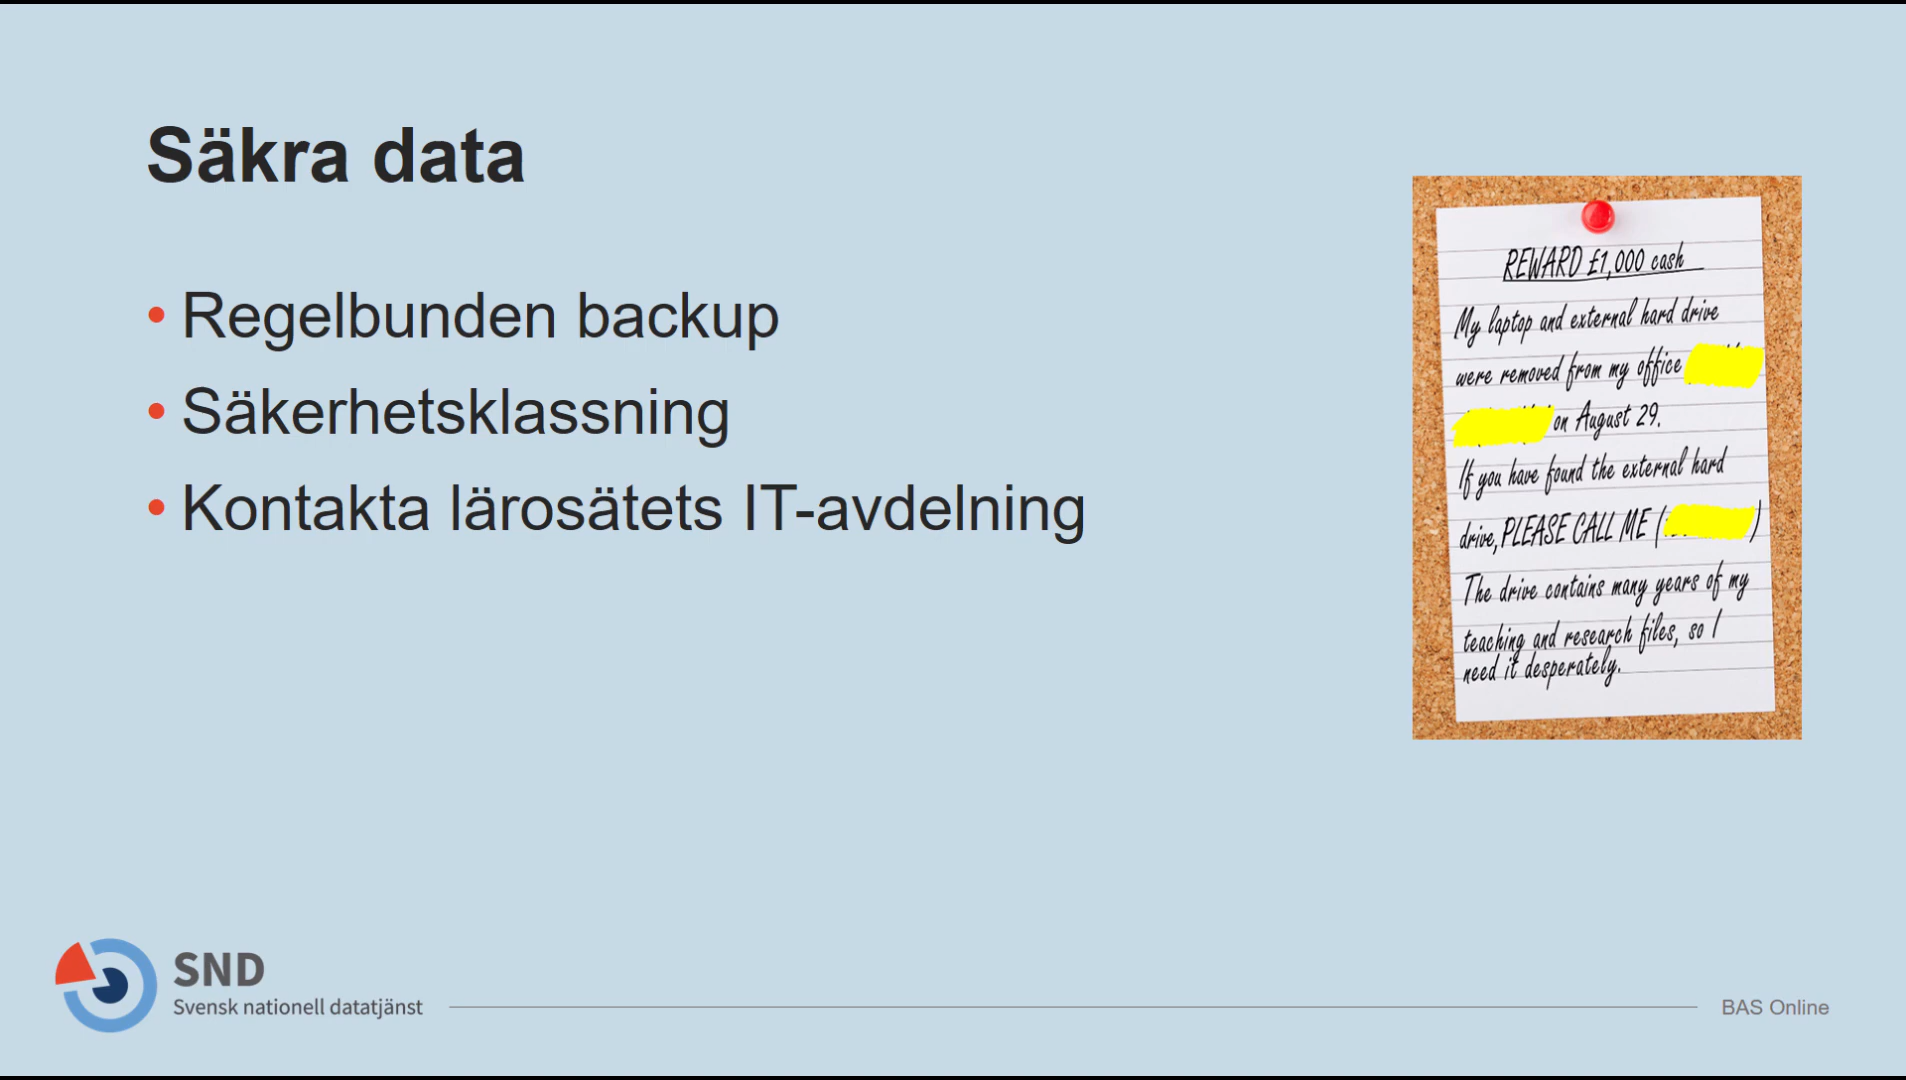 Säkra data
Regelbunden backup
Säkerhetsklassning
Kontakta lärosätets IT-avdelning
REWARD £1,000 cash
My laptop and external hard drive
were removed from my office
on August 29.
If you have found the external hard
drive, PLEASE CALL ME ( )
The drive contains many years of my
teaching and research files, so I
need it desperately.
SND
Svensk nationell datatjänst
BAS Online